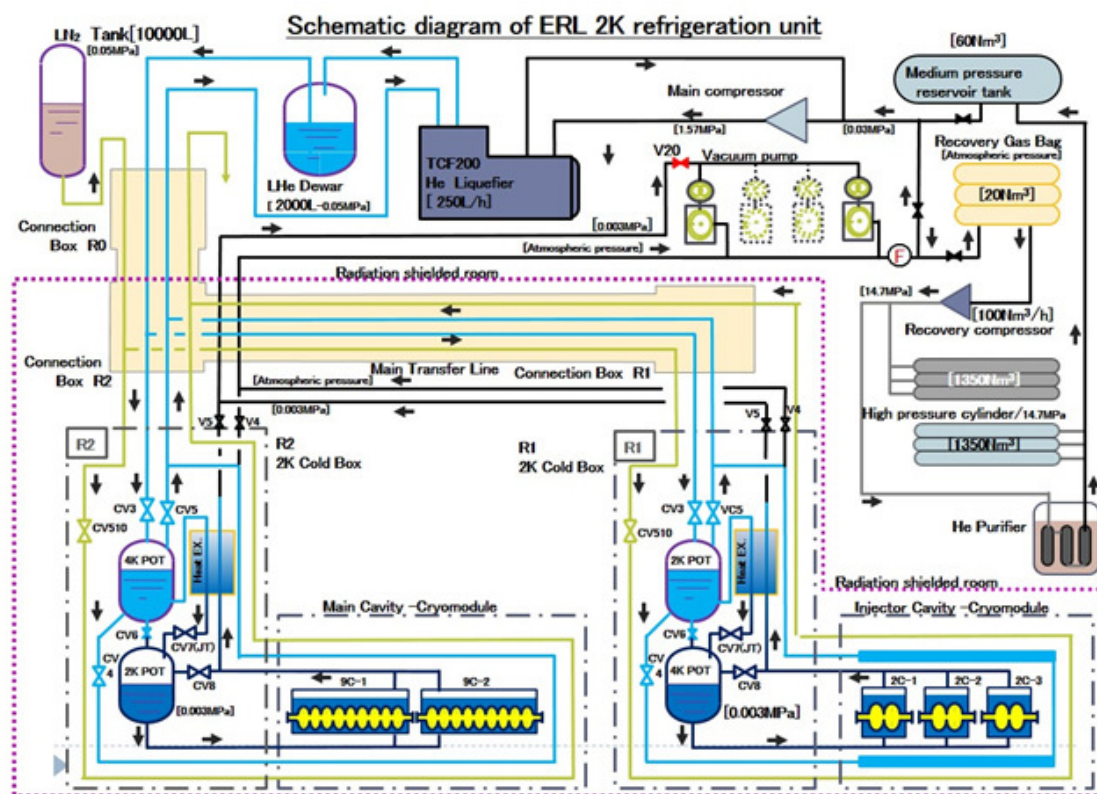 Schematic diagram of ERL 2K refrigeration unit
LN₂ Tank[10000L]
[0.05MPa]
[60Nm³]
Medium pressure
reservoir tank
Main compressor
[1.57MPa]
[0.03MPa]
Recovery Gas Bag
[Atmospheric pressure]
[20Nm³]
V20
Vacuum pump
TCF200
He Liquefier
[ 250L/h]
LHe Dewar
[ 2000L-0.05MPa]
Connection
Box R0
[0.003MPa]
[Atmospheric pressure]
F
Radiation shielded room
[14.7MPa]
[100Nm³/h]
Recovery compressor
Connection
Box R2
Main Transfer Line
Connection Box R1
[Atmospheric pressure]
[0.003MPa]
[1350Nm³]
High pressure cylinder/14.7MPa
[1350Nm³]
V5
V4
V5
V4
R2
R2
2K Cold Box
R1
2K Cold Box
R1
CV3
CV5
CV510
4K POT
Heat EX.
CV3
VC5
CV510
2K POT
Heat EX.
He Purifier
Radiation shielded room
Main Cavity -Cryomodule
Injector Cavity -Cryomodule
CV6
CV7(JT)
CV
4
2K POT
CV8
[0.003MPa]
9C-1
9C-2
CV6
CV7(JT)
CV
4
4K POT
CV8
[0.003MPa]
2C-1
2C-2
2C-3